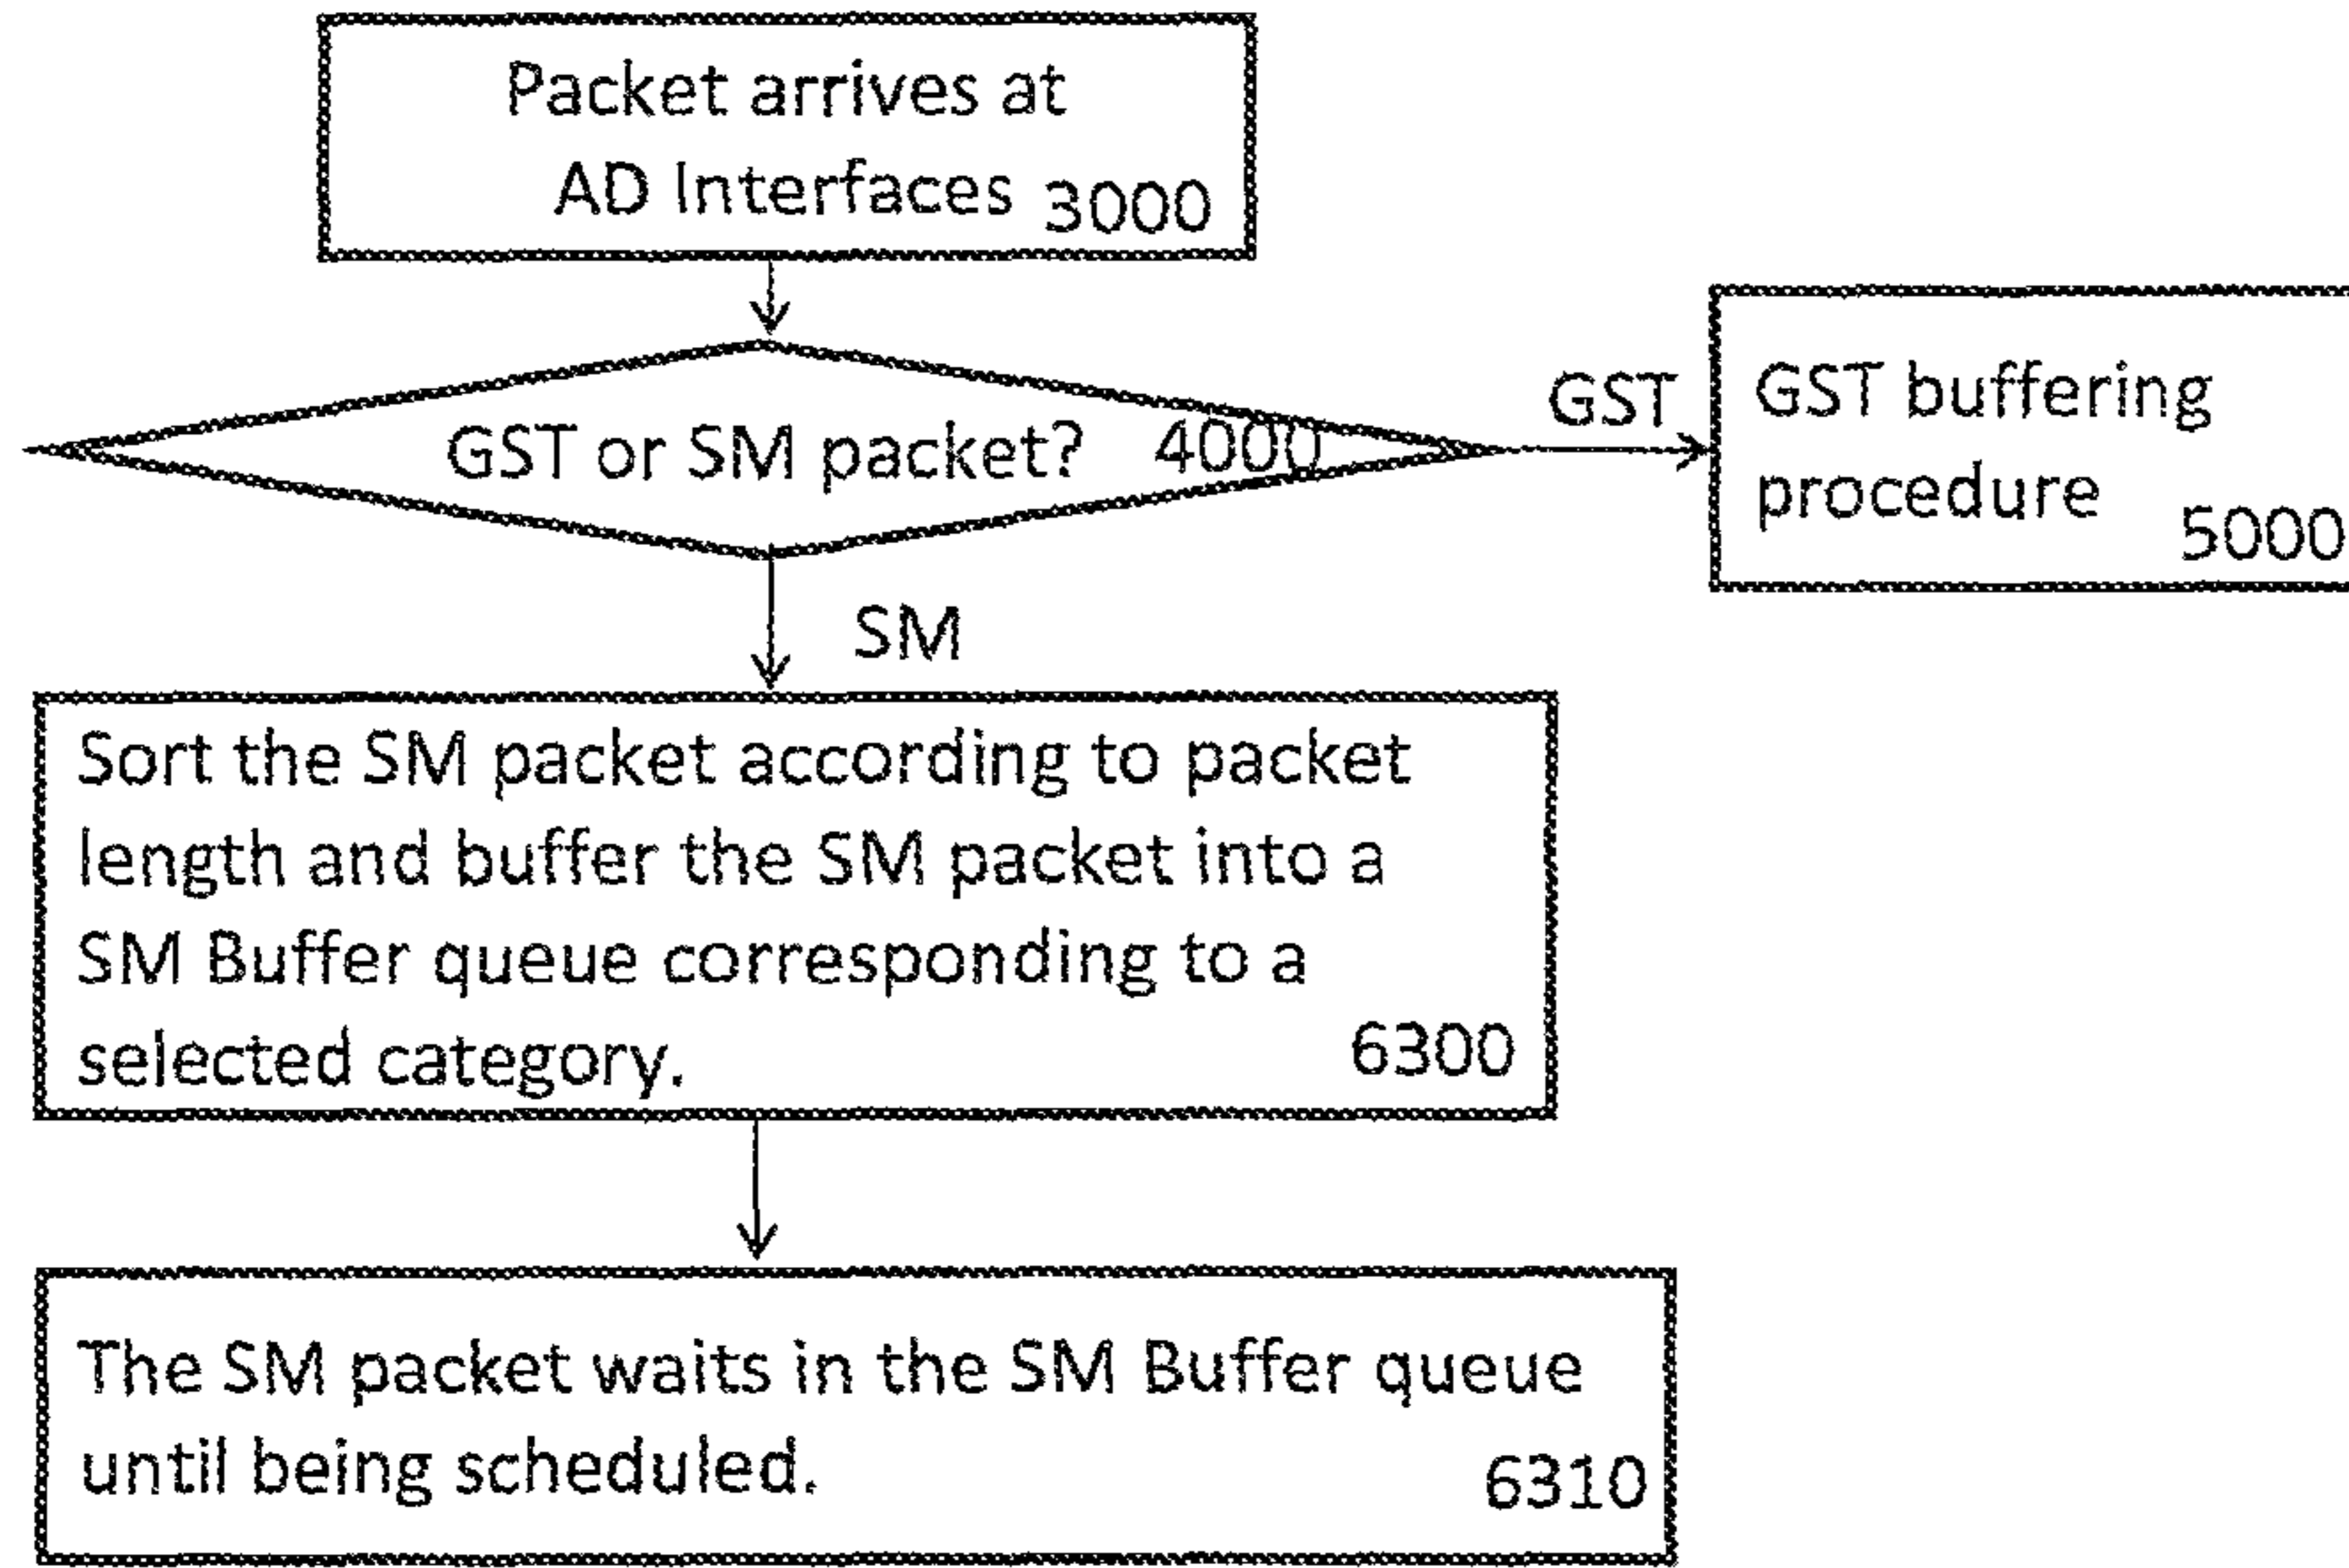 Packet arrives at
AD Interfaces 3000
GST or SM packet? 4000
GST
GST buffering
procedure 5000
SM
Sort the SM packet according to packet
length and buffer the SM packet into a
SM Buffer queue corresponding to a
selected category. 6300
The SM packet waits in the SM Buffer queue
until being scheduled. 6310